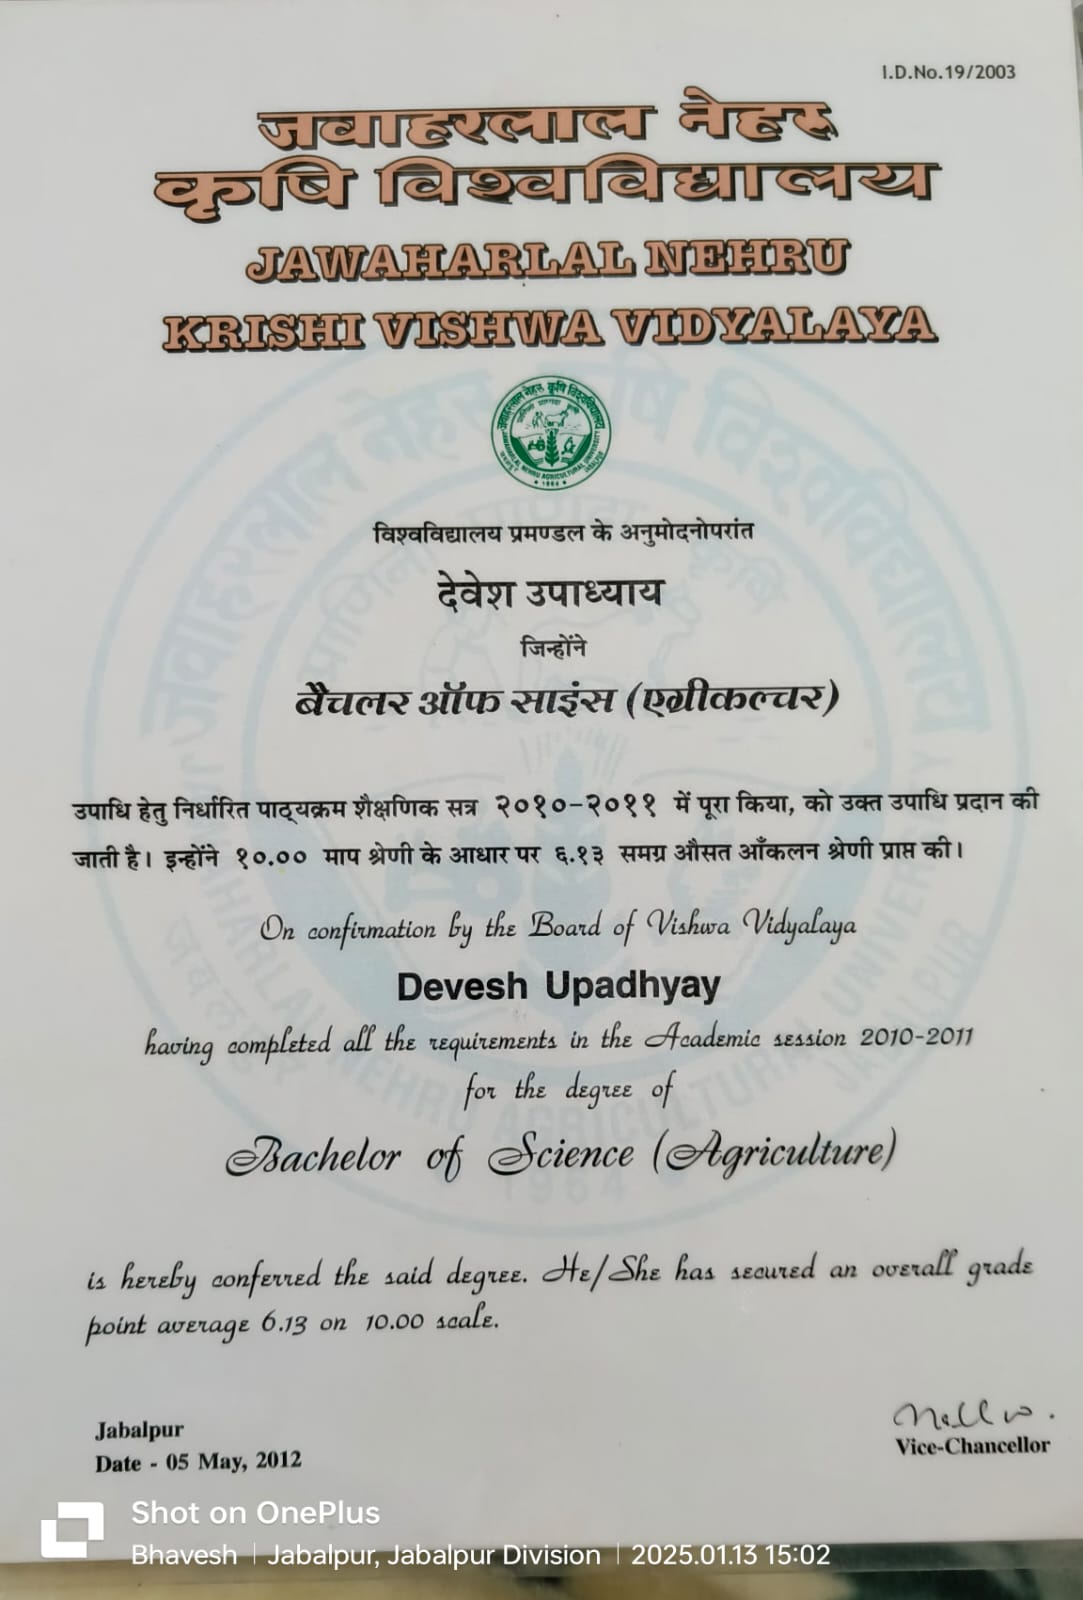 I.D.No.19/2003
जवाहरलाल नेहरू
कृषि विश्वविद्यालय
JAWAHARLAL NEHRU
KRISHI VISHWA VIDYALAYA
विश्वविद्यालय प्रमण्डल के अनुमोदनोपरांत
देवेश उपाध्याय
जिन्होंने
बैचलर ऑफ साइंस (एग्रीकल्चर)
उपाधि हेतु निर्धारित पाठ्यक्रम शैक्षणिक सत्र २०१०-२०११ में पूरा किया, को उक्त उपाधि प्रदान की
जाती है। इन्होंने १०.०० माप श्रेणी के आधार पर ६.१३ समग्र औसत आँकलन श्रेणी प्राप्त की।
On confirmation by the Board of Vishwa Vidyalaya
Devesh Upadhyay
having completed all the requirements in the Academic session 2010-2011
for the degree of
Bachelor of Science (Agriculture)
is hereby conferred the said degree. He/She has secured an overall grade
point average 6.13 on 10.00 scale.
Jabalpur
Date - 05 May, 2012
Vice-Chancellor
Shot on OnePlus
Bhavesh | Jabalpur, Jabalpur Division | 2025.01.13 15:02